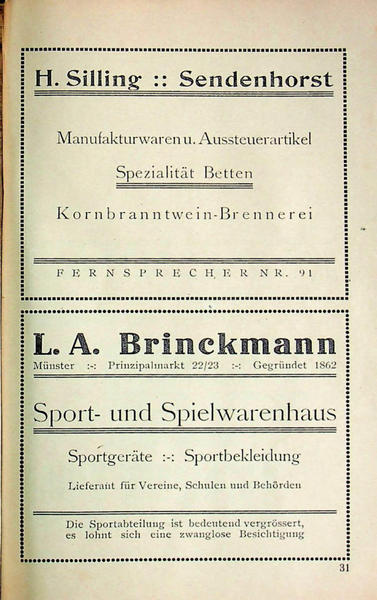 H. Silling :: Sendenhorst
Manufakturwaren u. Aussteuerartikel
Spezialität Betten
Kornbranntwein-Brennerei
FERNSPRECHER NR. 91
L. A. Brinckmann
Münster :-: Prinzipalmarkt 22/23 :-: Gegründet 1862
Sport- und Spielwarenhaus
Sportgeräte :-: Sportbekleidung
Lieferant für Vereine, Schulen und Behörden
Die Sportabteilung ist bedeutend vergrössert,
es lohnt sich eine zwanglose Besichtigung
31